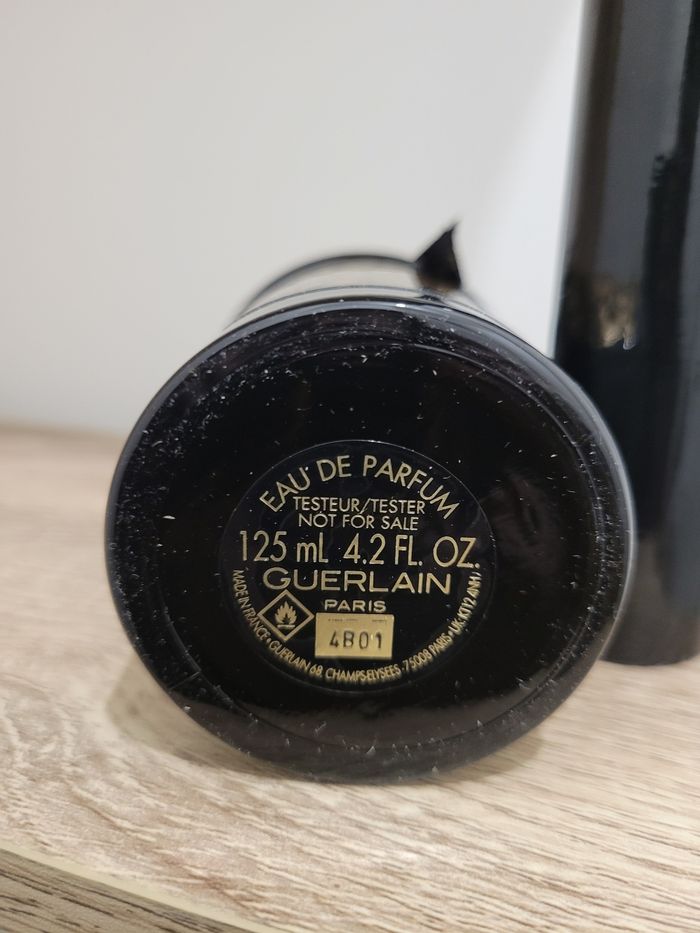 EAU DE PARFUM
TESTEUR/TESTER
NOT FOR SALE
125 mL 4.2 FL. OZ.
GUERLAIN
PARIS
4B01
MADE IN FRANCE • GUERLAIN 68, CHAMPS-ELYSEES 75008 PARIS • UK: KT12 4NH